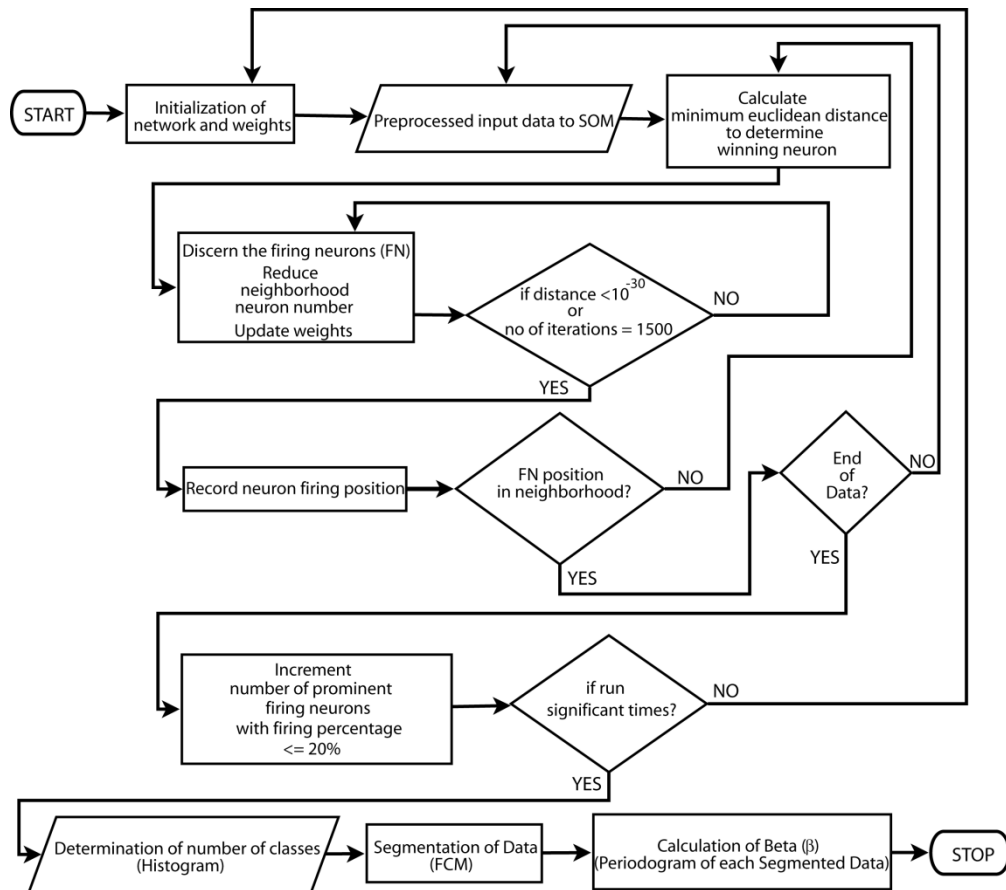 START
Initialization of
network and weights
Preprocessed input data to SOM
Calculate
minimum euclidean distance
to determine
winning neuron
Discern the firing neurons (FN)
Reduce
neighborhood
neuron number
Update weights
if distance <10^-30
or
no of iterations = 1500
NO
YES
Record neuron firing position
FN position
in neighborhood?
NO
YES
End
of
Data?
NO
YES
Increment
number of prominent
firing neurons
with firing percentage
<= 20%
if run
significant times?
NO
YES
Determination of number of classes
(Histogram)
Segmentation of Data
(FCM)
Calculation of Beta (β)
(Periodogram of each Segmented Data)
STOP